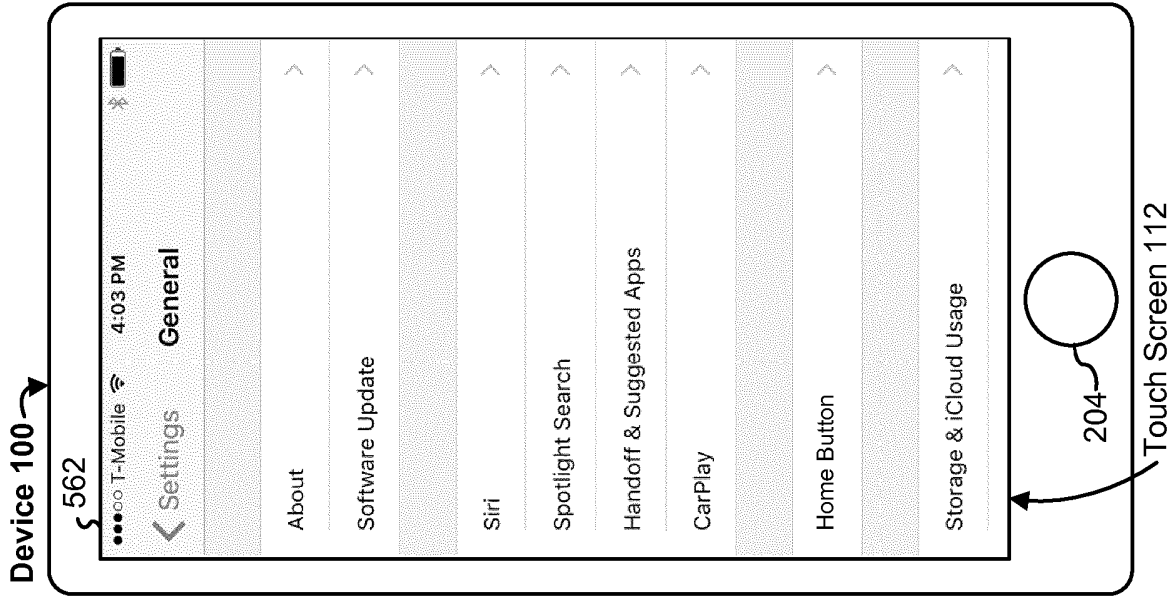 Device 100
562
T-Mobile 4:03 PM
Settings General
About
Software Update
Siri
Spotlight Search
Handoff & Suggested Apps
CarPlay
Home Button
Storage & iCloud Usage
204
Touch Screen 112